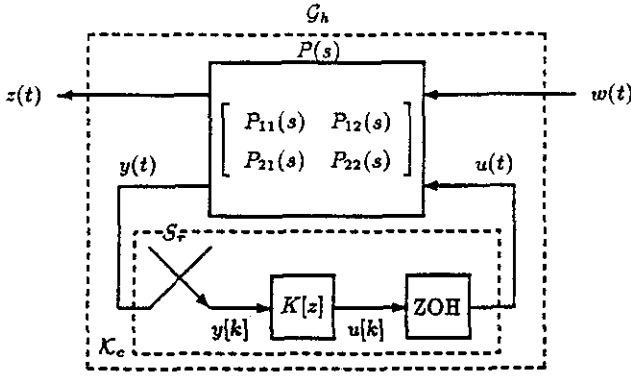 𝒢_h
P(s)
z(t)
w(t)
P_{11}(s) P_{12}(s)
P_{21}(s) P_{22}(s)
y(t)
u(t)
S_τ
K[z]
ZOH
y[k]
u[k]
𝒦_c